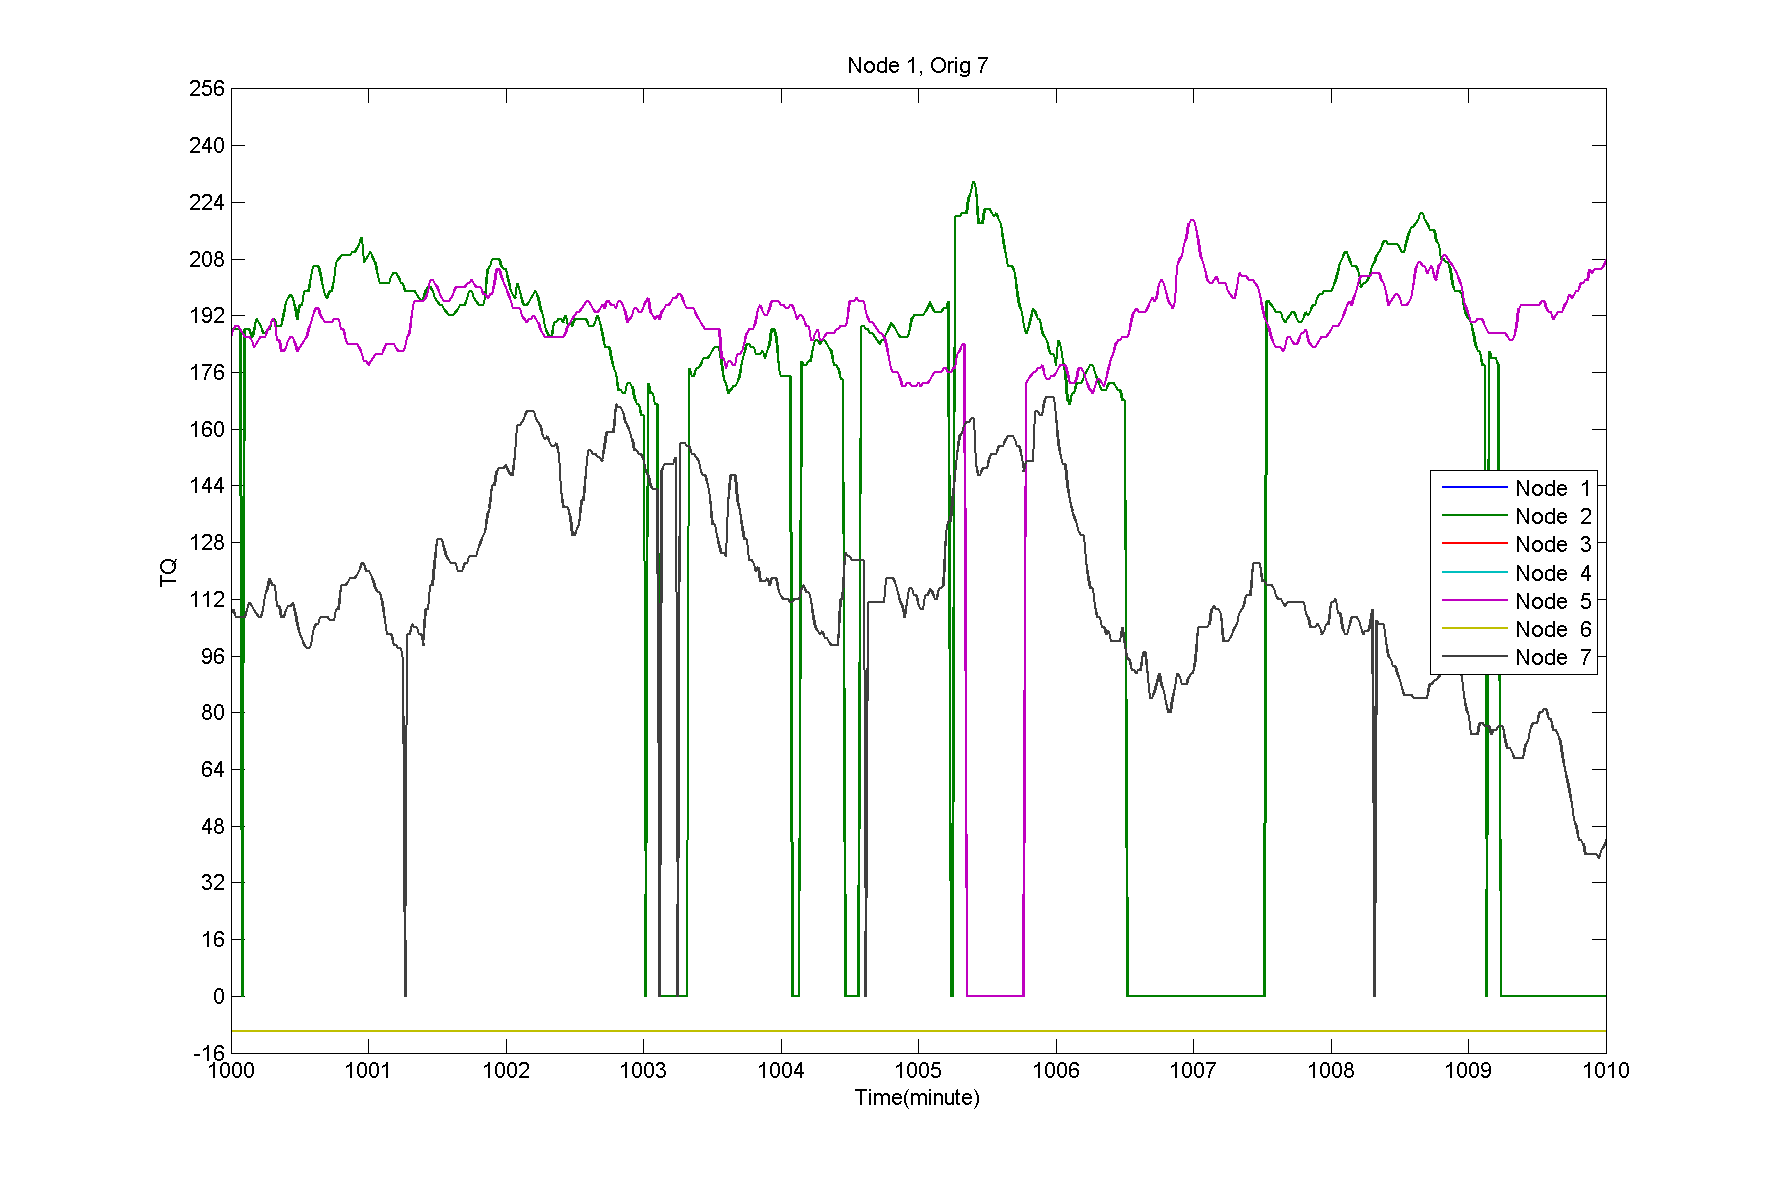 Node 1, Orig 7
256
240
224
208
192
176
160
144
128
112
96
80
64
48
32
16
0
-16
TQ
Node 1
Node 2
Node 3
Node 4
Node 5
Node 6
Node 7
1000 1001 1002 1003 1004 1005 1006 1007 1008 1009 1010
Time(minute)